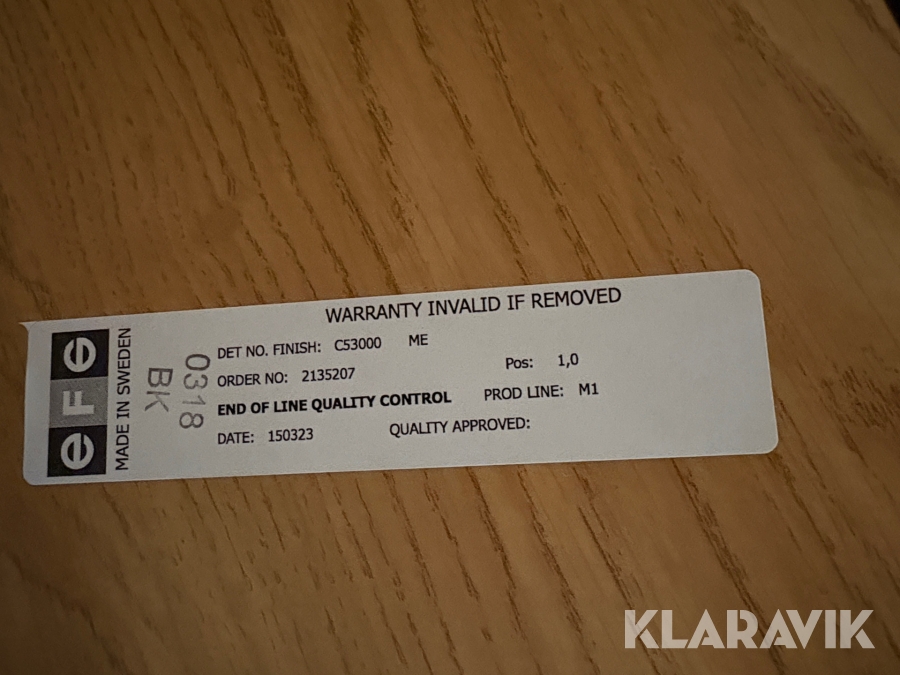 WARRANTY INVALID IF REMOVED
eFe
MADE IN SWEDEN
0318
BK
DET NO. FINISH: C53000 ME
ORDER NO: 2135207 Pos: 1,0
END OF LINE QUALITY CONTROL PROD LINE: M1
DATE: 150323 QUALITY APPROVED:
KLARAVIK